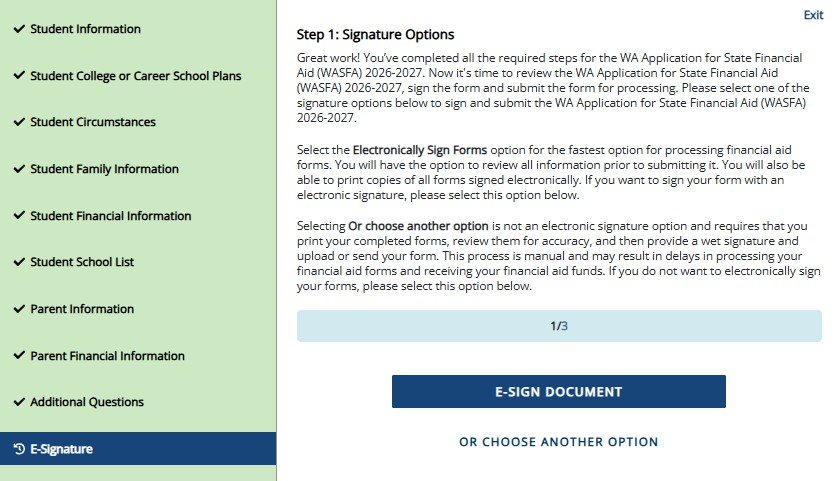 Student Information
Student College or Career School Plans
Student Circumstances
Student Family Information
Student Financial Information
Student School List
Parent Information
Parent Financial Information
Additional Questions
E-Signature
Exit
Step 1: Signature Options
Great work! You've completed all the required steps for the WA Application for State Financial
Aid (WASFA) 2026-2027. Now it's time to review the WA Application for State Financial Aid
(WASFA) 2026-2027, sign the form and submit the form for processing. Please select one of the
signature options below to sign and submit the WA Application for State Financial Aid (WASFA)
2026-2027.
Select the Electronically Sign Forms option for the fastest option for processing financial aid
forms. You will have the option to review all information prior to submitting it. You will also be
able to print copies of all forms signed electronically. If you want to sign your form with an
electronic signature, please select this option below.
Selecting Or choose another option is not an electronic signature option and requires that you
print your completed forms, review them for accuracy, and then provide a wet signature and
upload or send your form. This process is manual and may result in delays in processing your
financial aid forms and receiving your financial aid funds. If you do not want to electronically sign
your forms, please select this option below.
1/3
E-SIGN DOCUMENT
OR CHOOSE ANOTHER OPTION